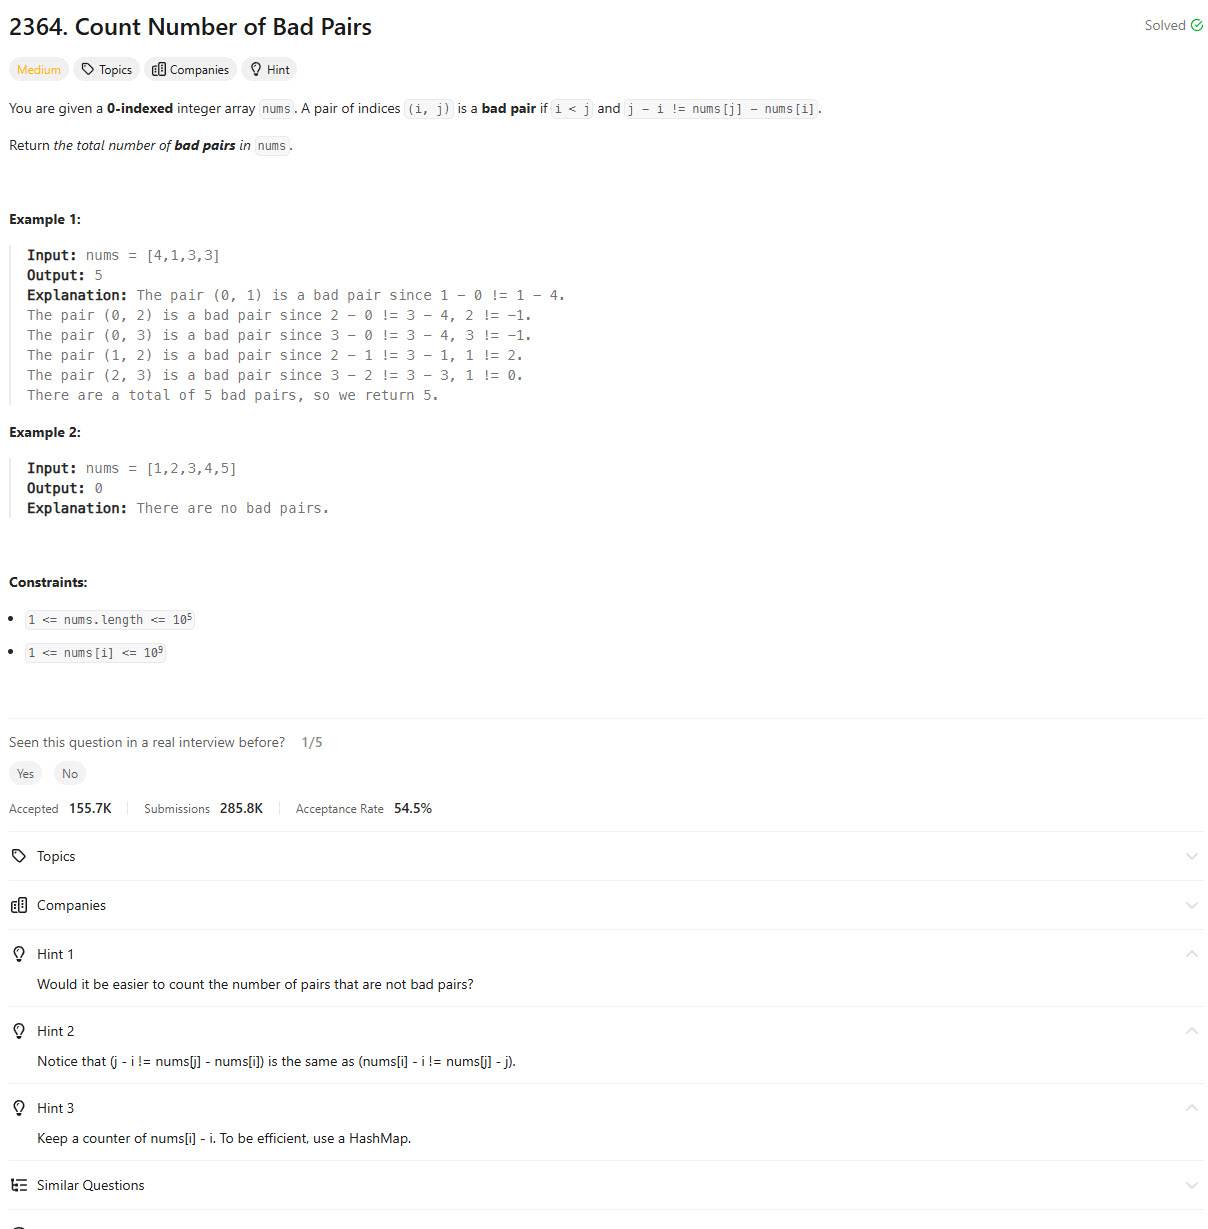 2364. Count Number of Bad Pairs
Solved
Medium Topics Companies Hint
You are given a 0-indexed integer array nums. A pair of indices (i, j) is a bad pair if i < j and j - i != nums[j] - nums[i].
Return the total number of bad pairs in nums.
Example 1:
Input: nums = [4,1,3,3]
Output: 5
Explanation: The pair (0, 1) is a bad pair since 1 - 0 != 1 - 4.
The pair (0, 2) is a bad pair since 2 - 0 != 3 - 4, 2 != -1.
The pair (0, 3) is a bad pair since 3 - 0 != 3 - 4, 3 != -1.
The pair (1, 2) is a bad pair since 2 - 1 != 3 - 1, 1 != 2.
The pair (2, 3) is a bad pair since 3 - 2 != 3 - 3, 1 != 0.
There are a total of 5 bad pairs, so we return 5.
Example 2:
Input: nums = [1,2,3,4,5]
Output: 0
Explanation: There are no bad pairs.
Constraints:
• 1 <= nums.length <= 10⁵
• 1 <= nums[i] <= 10⁹
Seen this question in a real interview before? 1/5
Yes No
Accepted 155.7K Submissions 285.8K Acceptance Rate 54.5%
Topics
Companies
Hint 1
Would it be easier to count the number of pairs that are not bad pairs?
Hint 2
Notice that (j - i != nums[j] - nums[i]) is the same as (nums[i] - i != nums[j] - j).
Hint 3
Keep a counter of nums[i] - i. To be efficient, use a HashMap.
Similar Questions